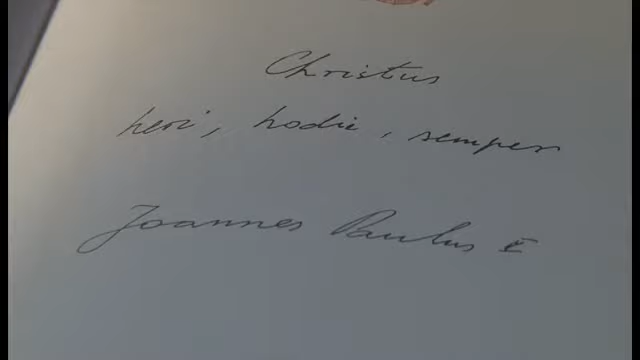 Christus
heri, hodie, semper
Joannes Paulus II